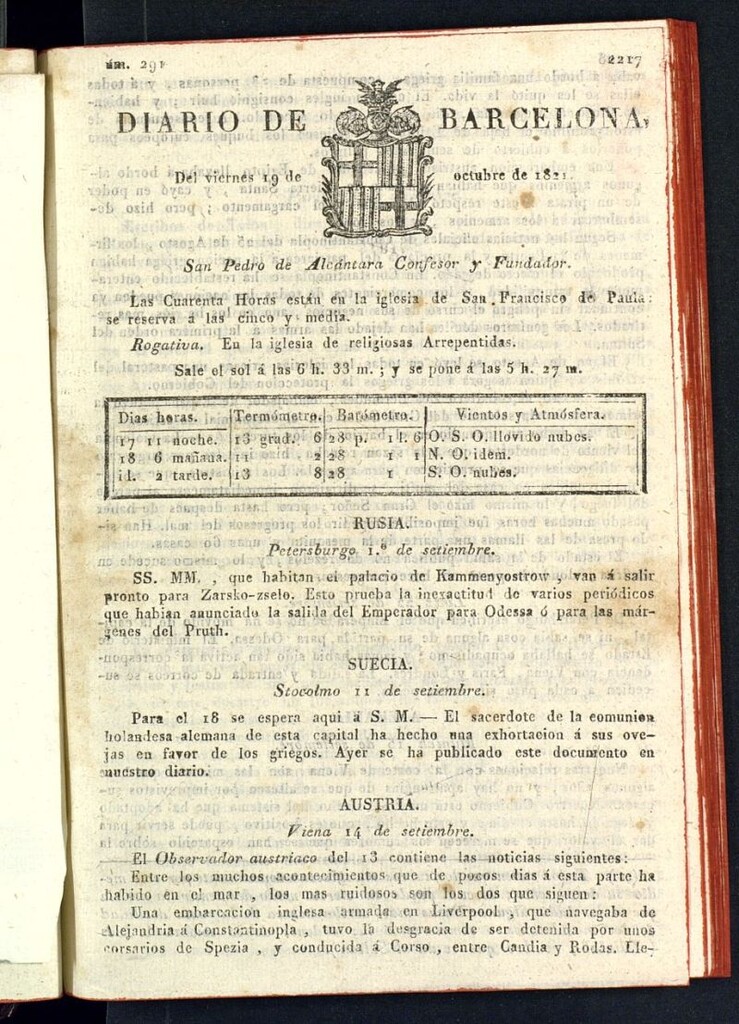 úm. 291
2217
DIARIO DE BARCELONA,
Del viernes 19 de octubre de 1821.
San Pedro de Alcántara Confesor y Fundador.
Las Cuarenta Horas están en la iglesia de San Francisco de Paula:
se reserva á las cinco y media.
Rogativa. En la iglesia de religiosas Arrepentidas.
Sale el sol á las 6 h. 33 m. ; y se pone á las 5 h. 27 m.
Dias horas. Termómetro. Barómetro. Vientos y Atmósfera.
17 11 noche. 13 grad. 6 28 p. 1 l. 6 O. S. O. llovido nubes.
18 6 mañana. 11 2 28 1 1 N. O. idem.
id. 2 tarde. 13 8 28 1 S. O. nubes.
RUSIA.
Petersburgo 1.º de setiembre.
SS. MM. , que habitan el palacio de Kammenyostrow , van á salir
pronto para Zarsko-zselo. Esto prueba la inexactitud de varios periódicos
que habian anunciado la salida del Emperador para Odessa ó para las már-
genes del Pruth.
SUECIA.
Stocolmo 11 de setiembre.
Para el 18 se espera aqui á S. M. — El sacerdote de la comunion
holandesa alemana de esta capital ha hecho una exhortacion á sus ove-
jas en favor de los griegos. Ayer se ha publicado este documento en
nuestro diario.
AUSTRIA.
Viena 14 de setiembre.
El Observador austriaco del 13 contiene las noticias siguientes:
Entre los muchos acontecimientos que de pocos dias á esta parte ha
habido en el mar , los mas ruidosos son los dos que siguen:
Una embarcacion inglesa armada en Liverpool , que navegaba de
Alejandria á Constantinopla , tuvo la desgracia de ser detenida por unos
corsarios de Spezia , y conducida á Corso , entre Candia y Rodas. Lle-